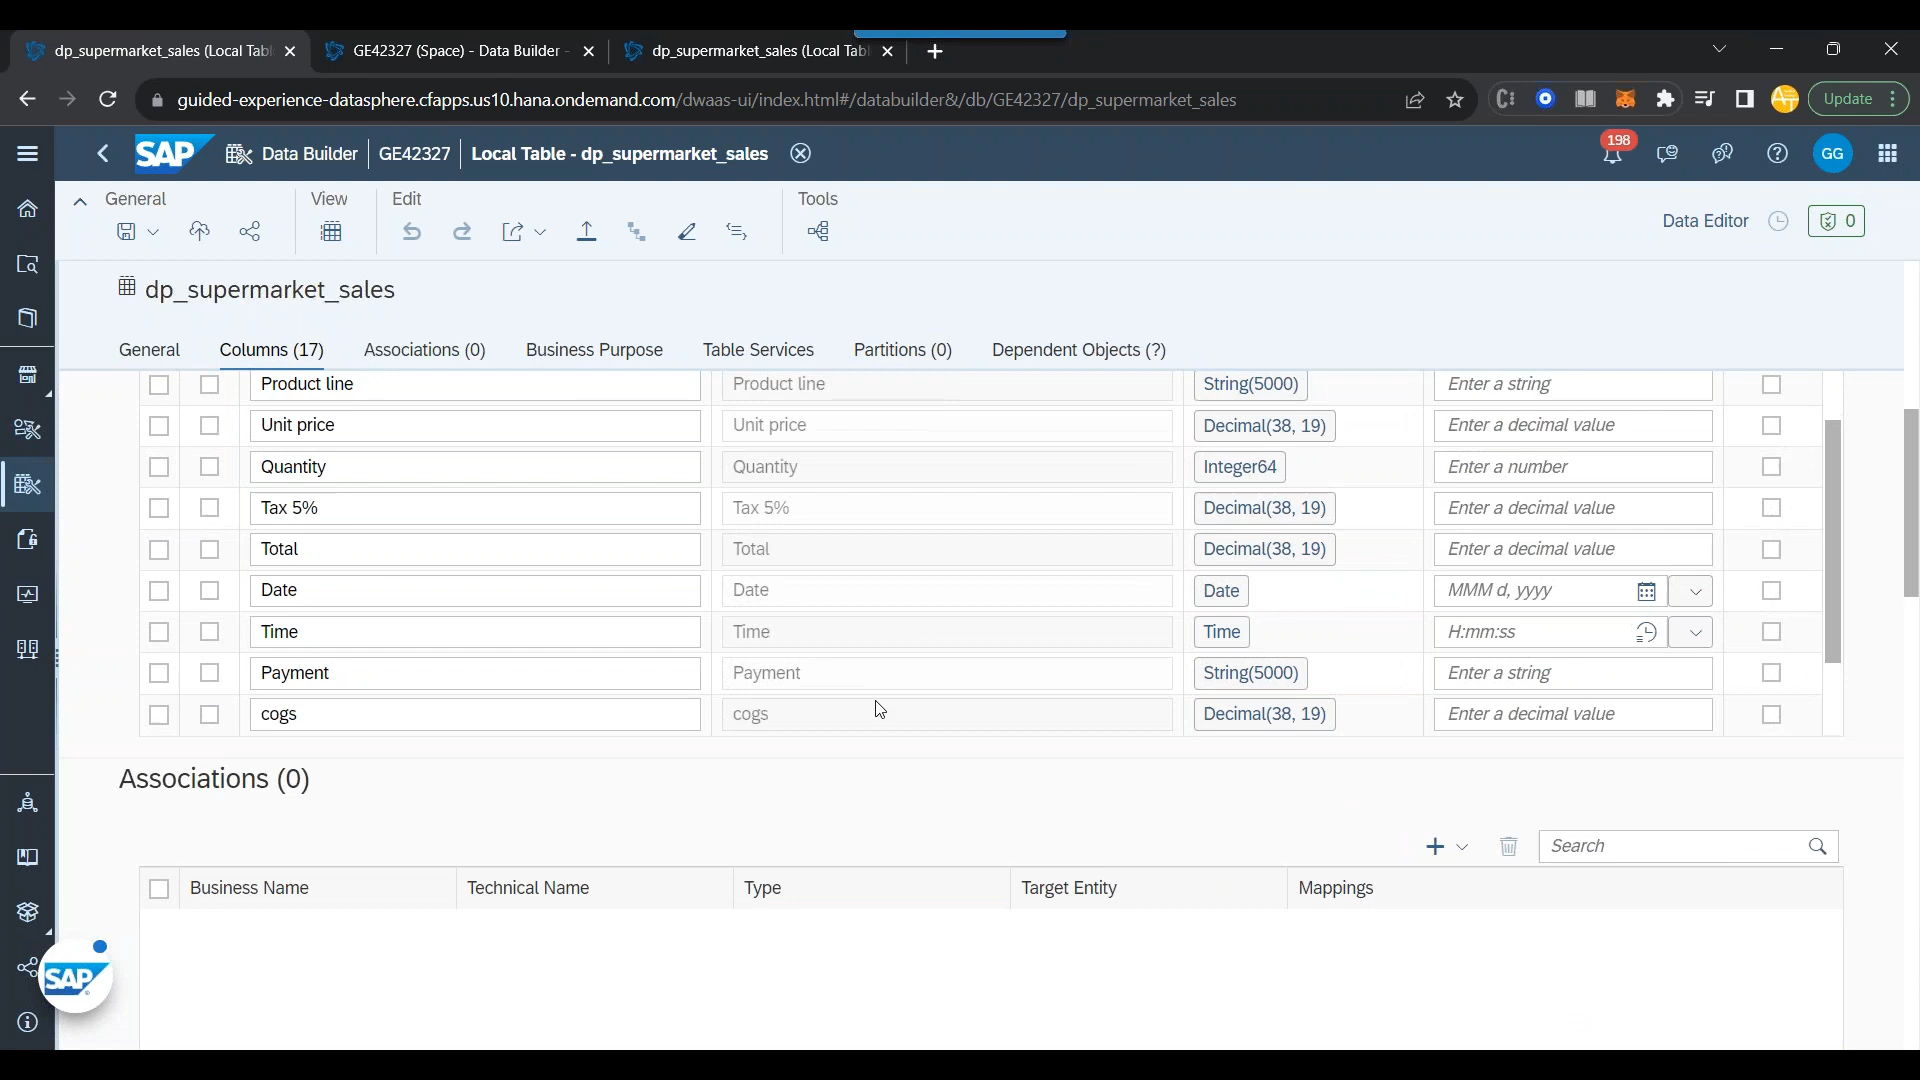 dp_supermarket_sales (Local Tabl
GE42327 (Space) - Data Builder -
dp_supermarket_sales (Local Tabl
guided-experience-datasphere.cfapps.us10.hana.ondemand.com/dwaas-ui/index.html#/databuilder&/db/GE42327/dp_supermarket_sales
Update
SAP
Data Builder
GE42327
Local Table - dp_supermarket_sales
198
GG
General
View
Edit
Tools
Data Editor
0
dp_supermarket_sales
General
Columns (17)
Associations (0)
Business Purpose
Table Services
Partitions (0)
Dependent Objects (?)
Product line Product line String(5000) Enter a string
Unit price Unit price Decimal(38, 19) Enter a decimal value
Quantity Quantity Integer64 Enter a number
Tax 5% Tax 5% Decimal(38, 19) Enter a decimal value
Total Total Decimal(38, 19) Enter a decimal value
Date Date Date MMM d, yyyy
Time Time Time H:mm:ss
Payment Payment String(5000) Enter a string
cogs cogs Decimal(38, 19) Enter a decimal value
Associations (0)
Search
Business Name Technical Name Type Target Entity Mappings
SAP